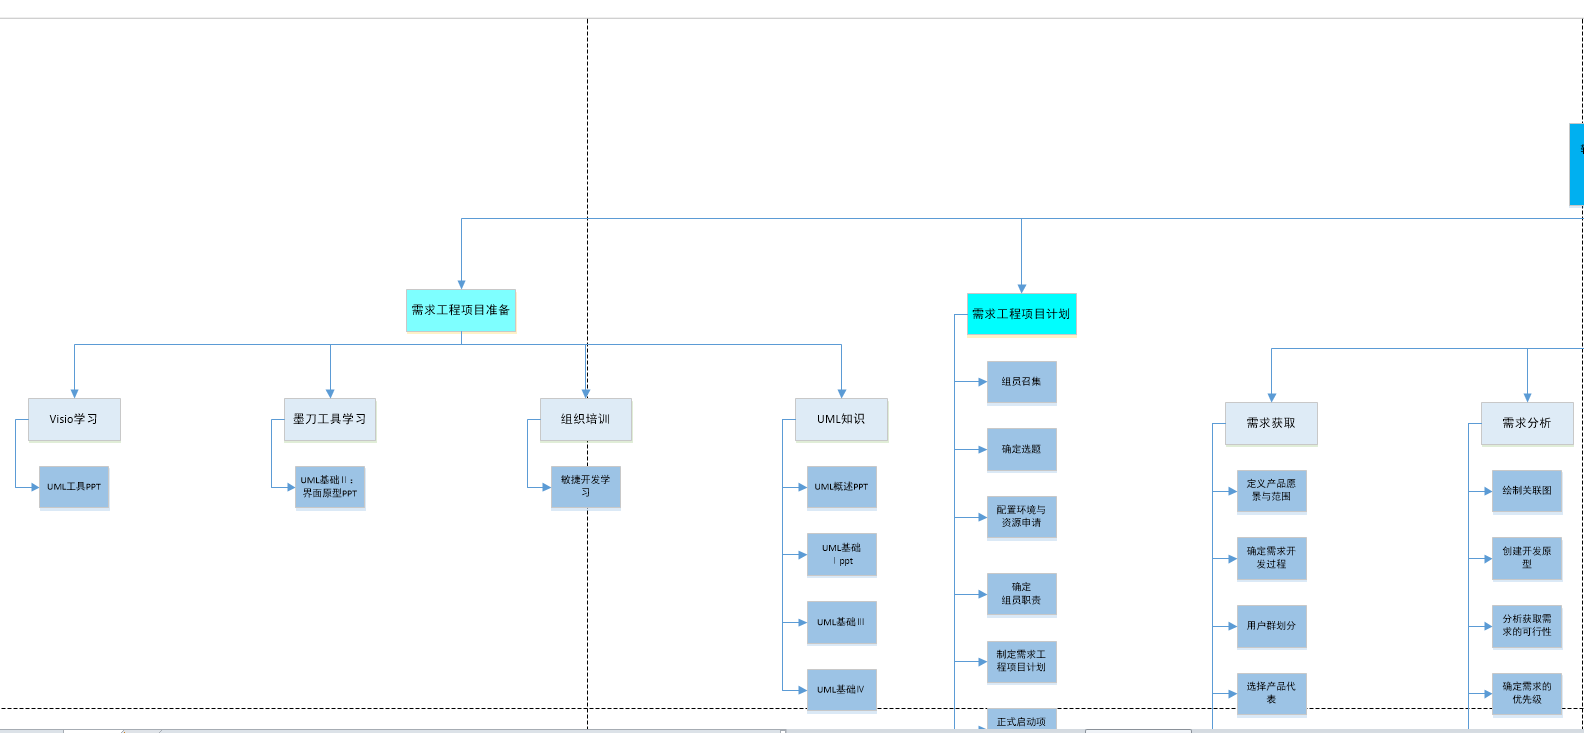 需求工程项目准备
需求工程项目计划
Visio学习
墨刀工具学习
组织培训
UML知识
需求获取
需求分析
UML工具PPT
UML基础Ⅱ：
界面原型PPT
敏捷开发学
习
UML概述PPT
UML基础
Ⅰppt
UML基础Ⅲ
UML基础Ⅳ
组员召集
确定选题
配置环境与
资源申请
确定
组员职责
制定需求工
程项目计划
正式启动项
定义产品愿
景与范围
确定需求开
发过程
用户群划分
选择产品代
表
绘制关联图
创建开发原
型
分析获取需
求的可行性
确定需求的
优先级